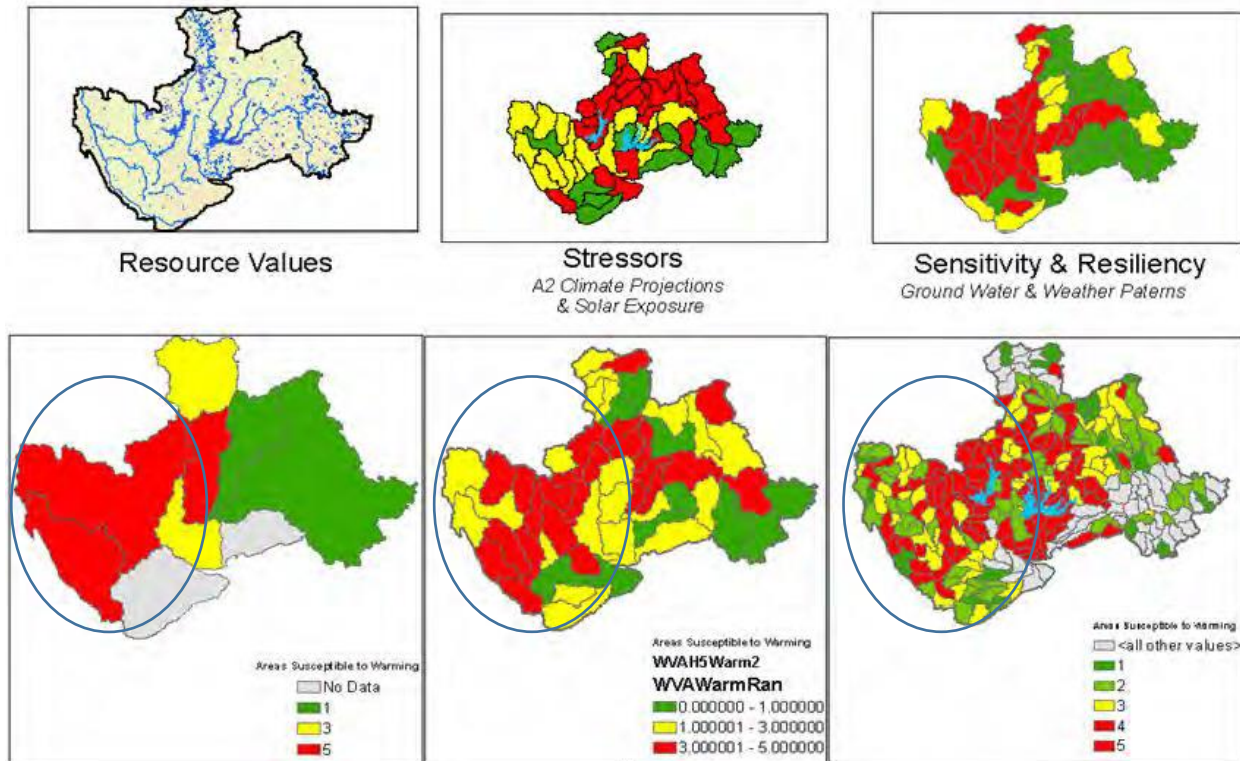 Resource Values
Stressors
A2 Climate Projections
& Solar Exposure
Sensitivity & Resiliency
Ground Water & Weather Paterns
Areas Susceptible to Warming
No Data
1
3
5
Areas Susceptible to Warming
WVAH5Warm2
WVAWarmRan
0.000000 - 1.000000
1.000001 - 3.000000
3.000001 - 5.000000
Areas Susceptible to Warming
<all other values>
1
2
3
4
5